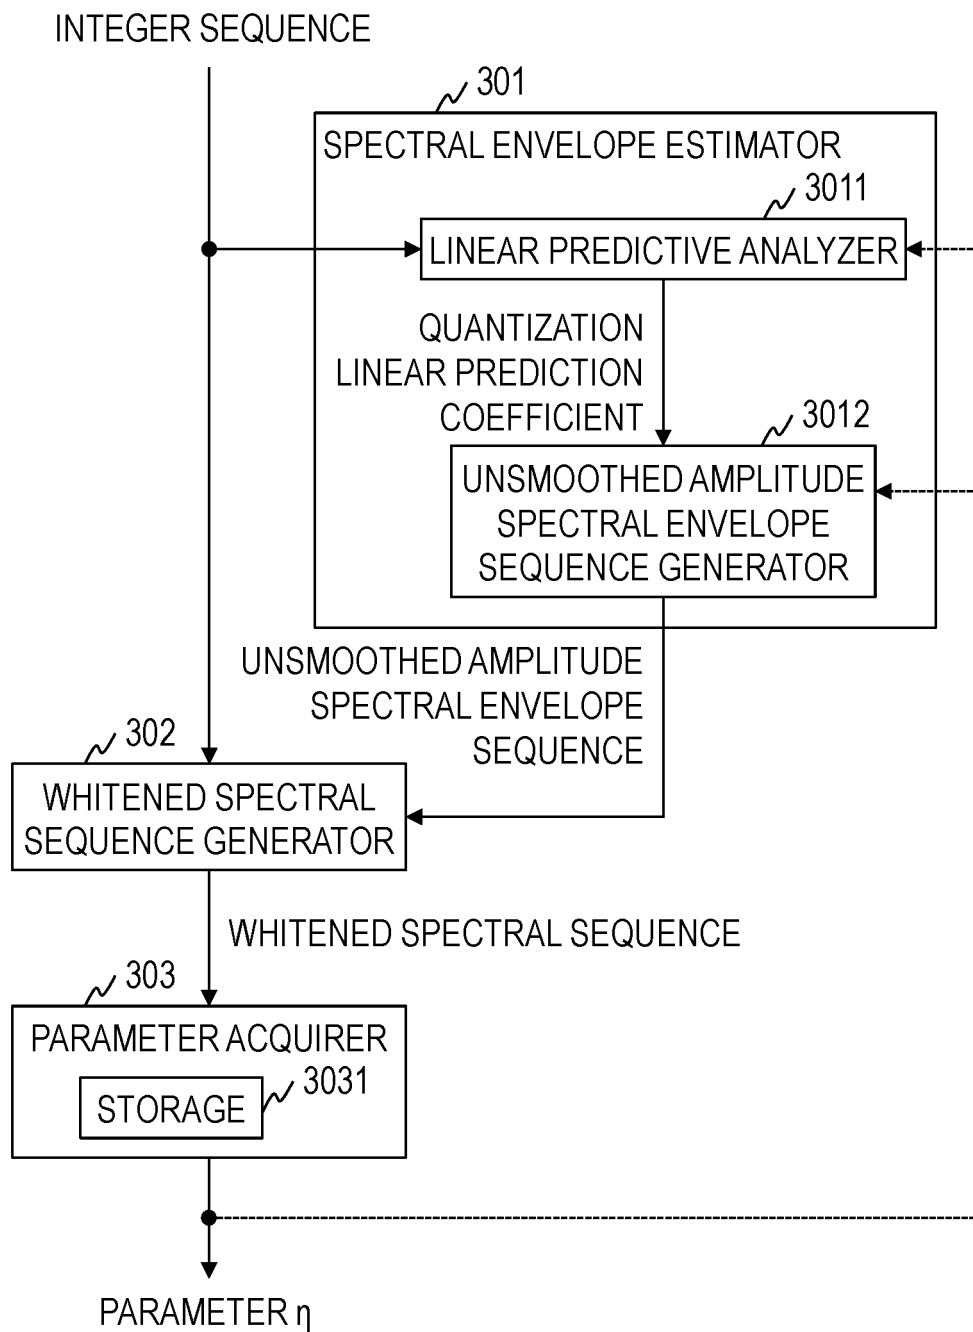 INTEGER SEQUENCE
301
SPECTRAL ENVELOPE ESTIMATOR
3011
LINEAR PREDICTIVE ANALYZER
QUANTIZATION
LINEAR PREDICTION
COEFFICIENT
3012
UNSMOOTHED AMPLITUDE
SPECTRAL ENVELOPE
SEQUENCE GENERATOR
UNSMOOTHED AMPLITUDE
SPECTRAL ENVELOPE
SEQUENCE
302
WHITENED SPECTRAL
SEQUENCE GENERATOR
WHITENED SPECTRAL SEQUENCE
303
PARAMETER ACQUIRER
3031
STORAGE
PARAMETER η